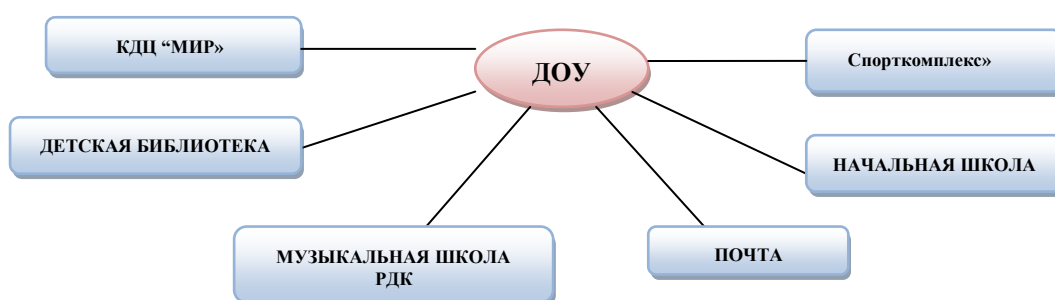 КДЦ “МИР»
ДОУ
Спорткомплекс»
ДЕТСКАЯ БИБЛИОТЕКА
НАЧАЛЬНАЯ ШКОЛА
МУЗЫКАЛЬНАЯ ШКОЛА
РДК
ПОЧТА